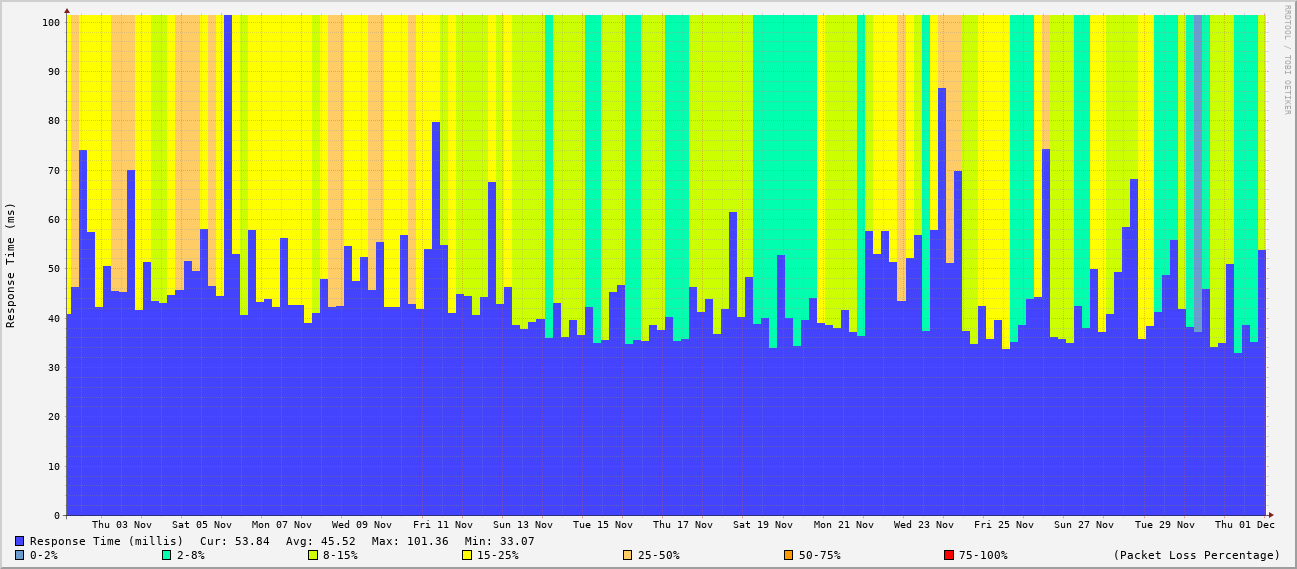 RRDTOOL / TOBI OETIKER
Response Time (ms)
100
90
80
70
60
50
40
30
20
10
0
Thu 03 Nov Sat 05 Nov Mon 07 Nov Wed 09 Nov Fri 11 Nov Sun 13 Nov Tue 15 Nov Thu 17 Nov Sat 19 Nov Mon 21 Nov Wed 23 Nov Fri 25 Nov Sun 27 Nov Tue 29 Nov Thu 01 Dec
Response Time (millis) Cur: 53.84 Avg: 45.52 Max: 101.36 Min: 33.07
0-2% 2-8% 8-15% 15-25% 25-50% 50-75% 75-100% (Packet Loss Percentage)